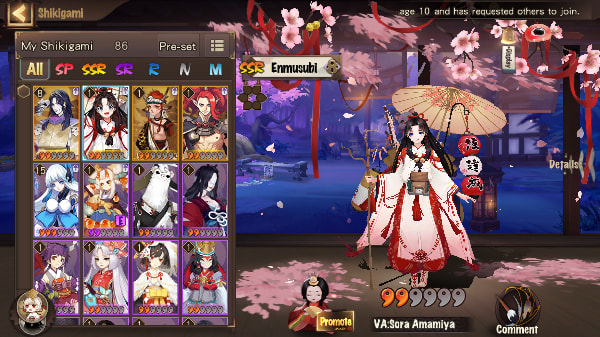 Shikigami
age 10 and has requested others to join.
My Shikigami 86 Pre-set
All SP SSR SR R N M
SSR Enmusubi
Display
Details
Promote
VA:Sora Amamiya
Comment